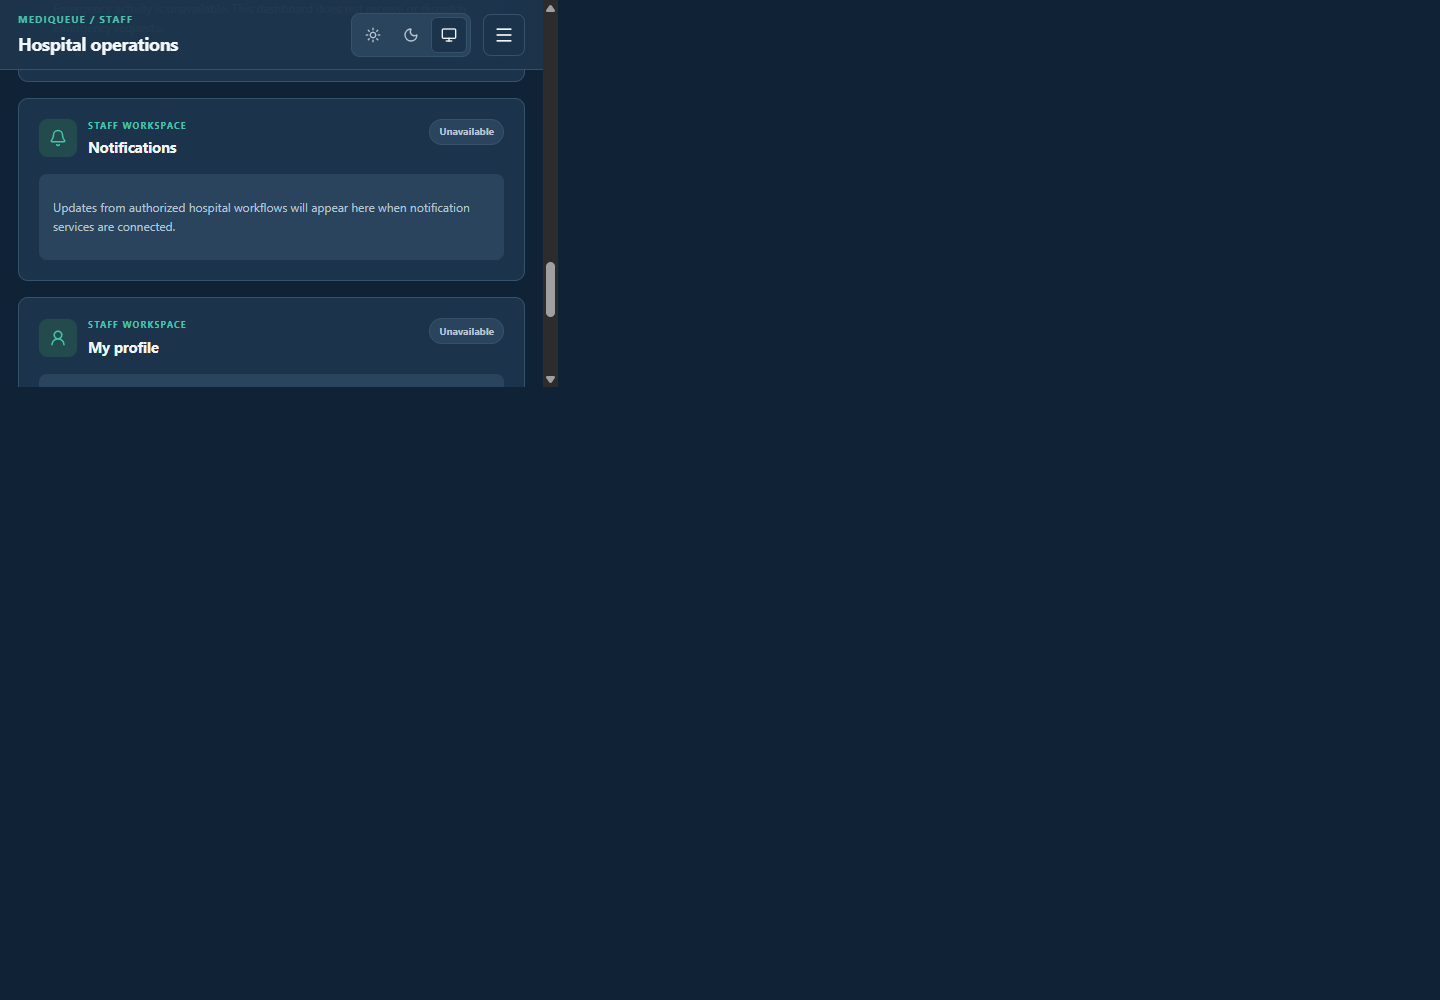 MEDIQUEUE / STAFF
Hospital operations
STAFF WORKSPACE
Notifications
Unavailable
Updates from authorized hospital workflows will appear here when notification
services are connected.
STAFF WORKSPACE
My profile
Unavailable